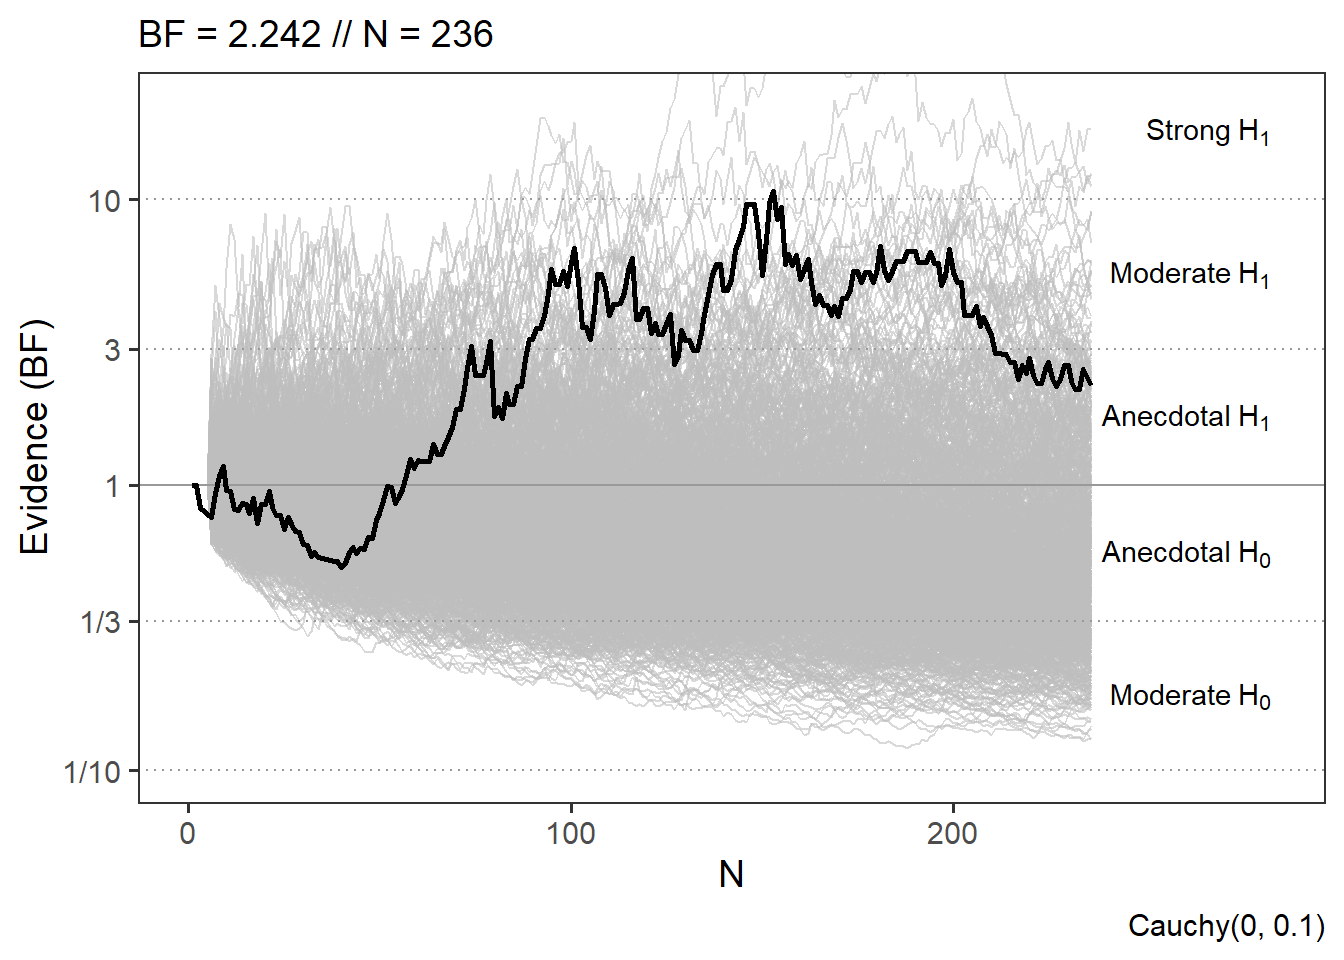 BF = 2.242 // N = 236
Evidence (BF)
10
3
1
1/3
1/10
Strong H₁
Moderate H₁
Anecdotal H₁
Anecdotal H₀
Moderate H₀
0
100
200
N
Cauchy(0, 0.1)